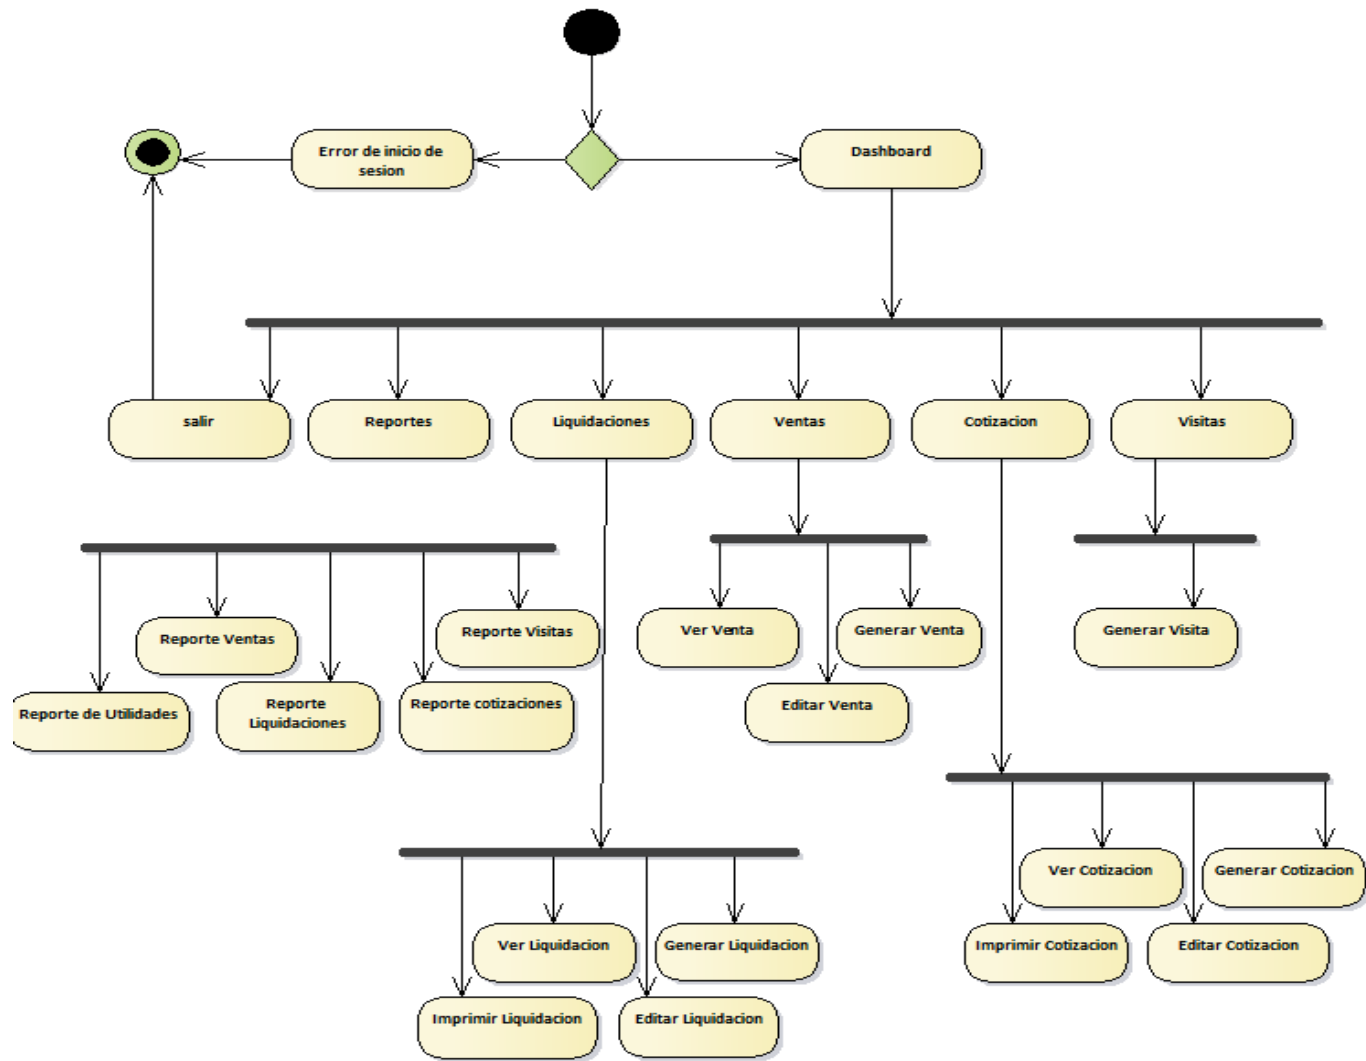 Error de inicio de
sesion
Dashboard
salir
Reportes
Liquidaciones
Ventas
Cotizacion
Visitas
Reporte Ventas
Reporte Visitas
Ver Venta
Generar Venta
Generar Visita
Reporte de Utilidades
Reporte
Liquidaciones
Reporte cotizaciones
Editar Venta
Ver Cotizacion
Generar Cotizacion
Ver Liquidacion
Generar Liquidacion
Imprimir Cotizacion
Editar Cotizacion
Imprimir Liquidacion
Editar Liquidacion